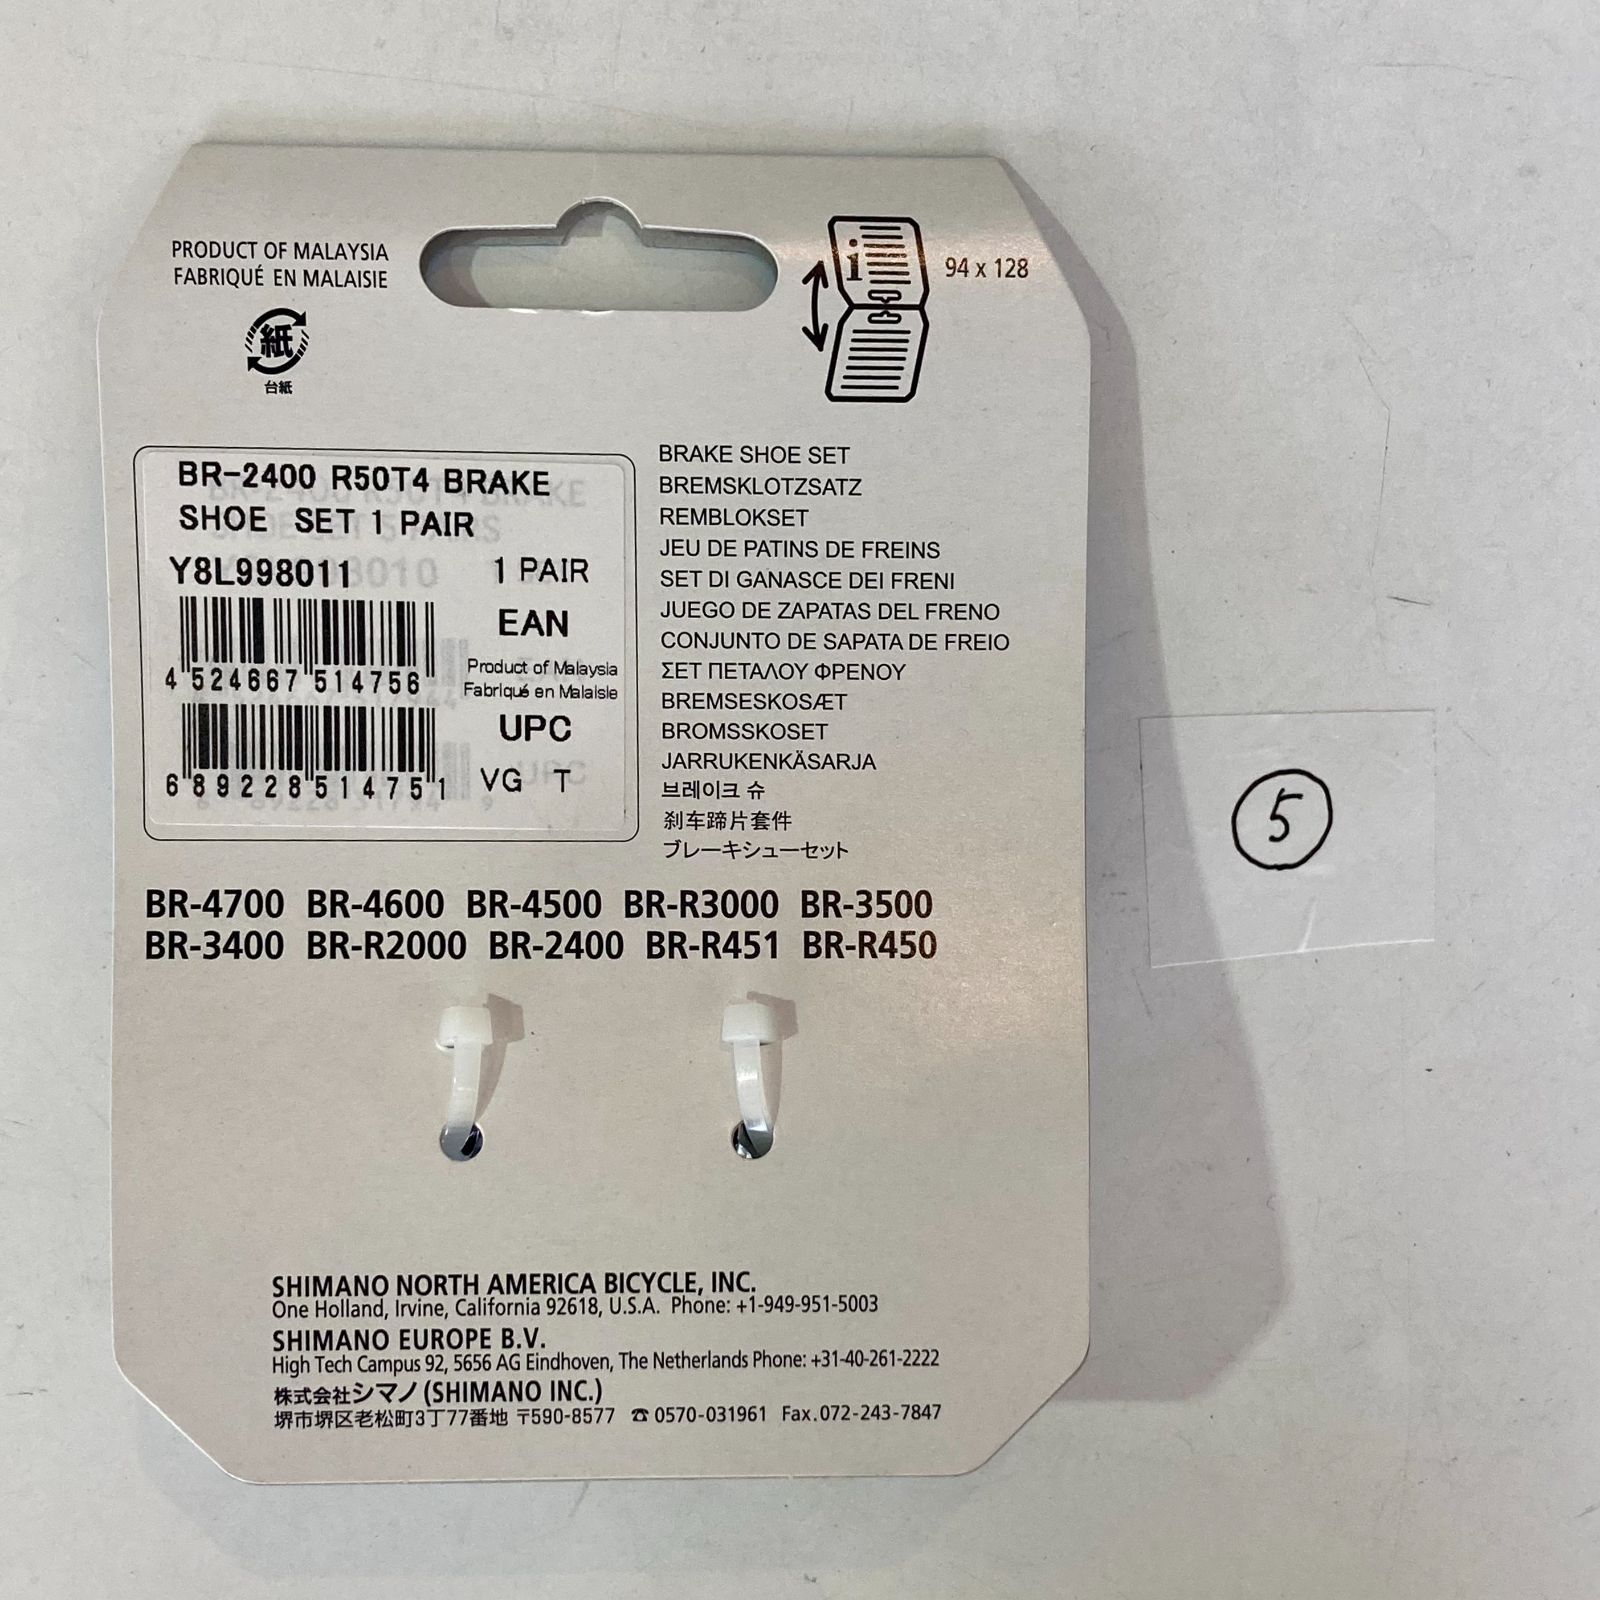 PRODUCT OF MALAYSIA
FABRIQUÉ EN MALAISIE
紙
台紙
i
94 x 128
BR-2400 R50T4 BRAKE
SHOE SET 1 PAIR
Y8L998011 1 PAIR
EAN
4 524667 514756
Product of Malaysia
Fabriqué en Malaisie
UPC
6 89228 51475 1
VG T
BRAKE SHOE SET
BREMSKLOTZSATZ
REMBLOKSET
JEU DE PATINS DE FREINS
SET DI GANASCE DEI FRENI
JUEGO DE ZAPATAS DEL FRENO
CONJUNTO DE SAPATA DE FREIO
ΣΕΤ ΠΕΤΑΛΟΥ ΦΡΕΝΟΥ
BREMSESKOSÆT
BROMSSKOSET
JARRUKENKÄSARJA
브레이크 슈
刹车蹄片套件
ブレーキシューセット
BR-4700 BR-4600 BR-4500 BR-R3000 BR-3500
BR-3400 BR-R2000 BR-2400 BR-R451 BR-R450
5
SHIMANO NORTH AMERICA BICYCLE, INC.
One Holland, Irvine, California 92618, U.S.A. Phone: +1-949-951-5003
SHIMANO EUROPE B.V.
High Tech Campus 92, 5656 AG Eindhoven, The Netherlands Phone: +31-40-261-2222
株式会社シマノ (SHIMANO INC.)
堺市堺区老松町3丁77番地 〒590-8577 ☎ 0570-031961 Fax.072-243-7847